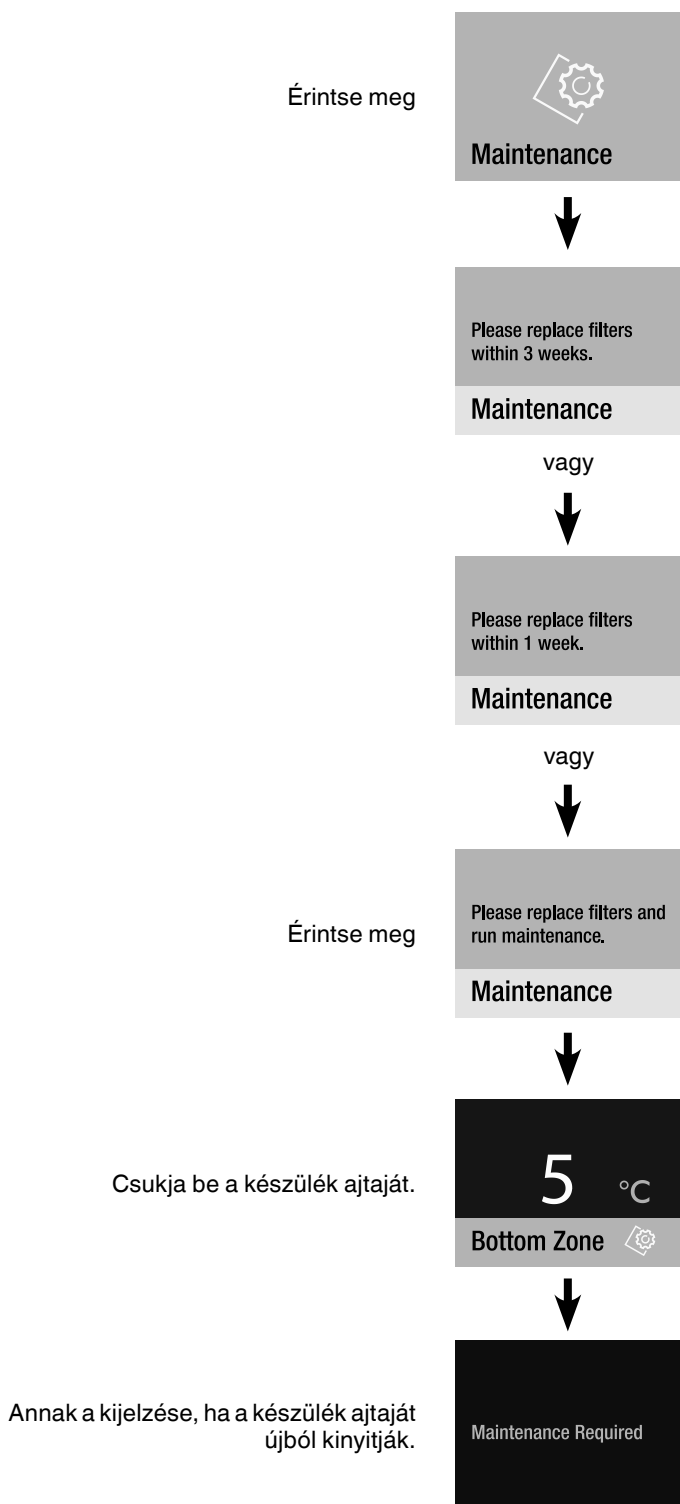 Érintse meg
Maintenance
Please replace filters
within 3 weeks.
Maintenance
vagy
Please replace filters
within 1 week.
Maintenance
vagy
Érintse meg
Please replace filters and
run maintenance.
Maintenance
Csukja be a készülék ajtaját.
5 °C
Bottom Zone
Annak a kijelzése, ha a készülék ajtaját
újból kinyitják.
Maintenance Required